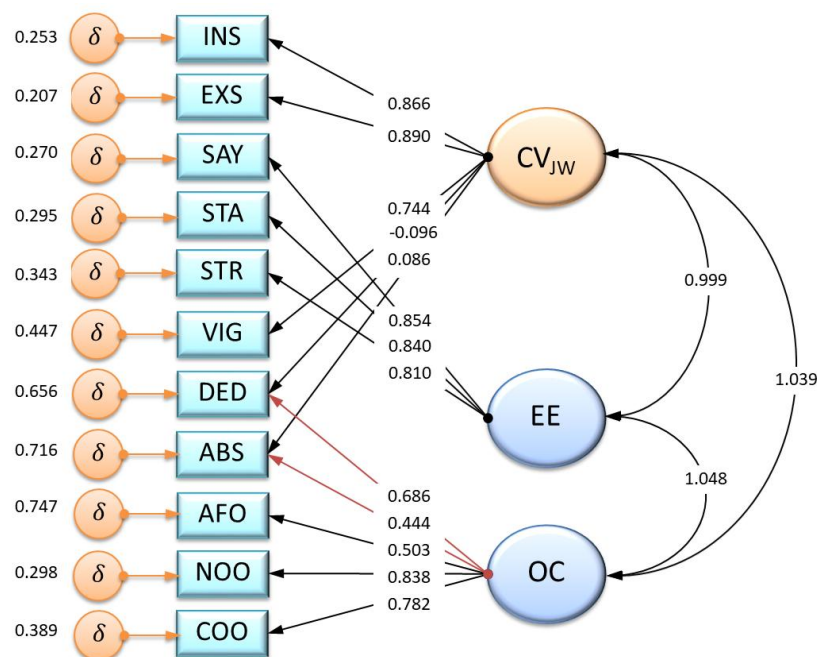 0.253 δ INS
0.207 δ EXS
0.270 δ SAY
0.295 δ STA
0.343 δ STR
0.447 δ VIG
0.656 δ DED
0.716 δ ABS
0.747 δ AFO
0.298 δ NOO
0.389 δ COO
0.866
0.890
0.744
-0.096
0.086
0.854
0.840
0.810
0.686
0.444
0.503
0.838
0.782
CVJW
EE
OC
0.999
1.039
1.048